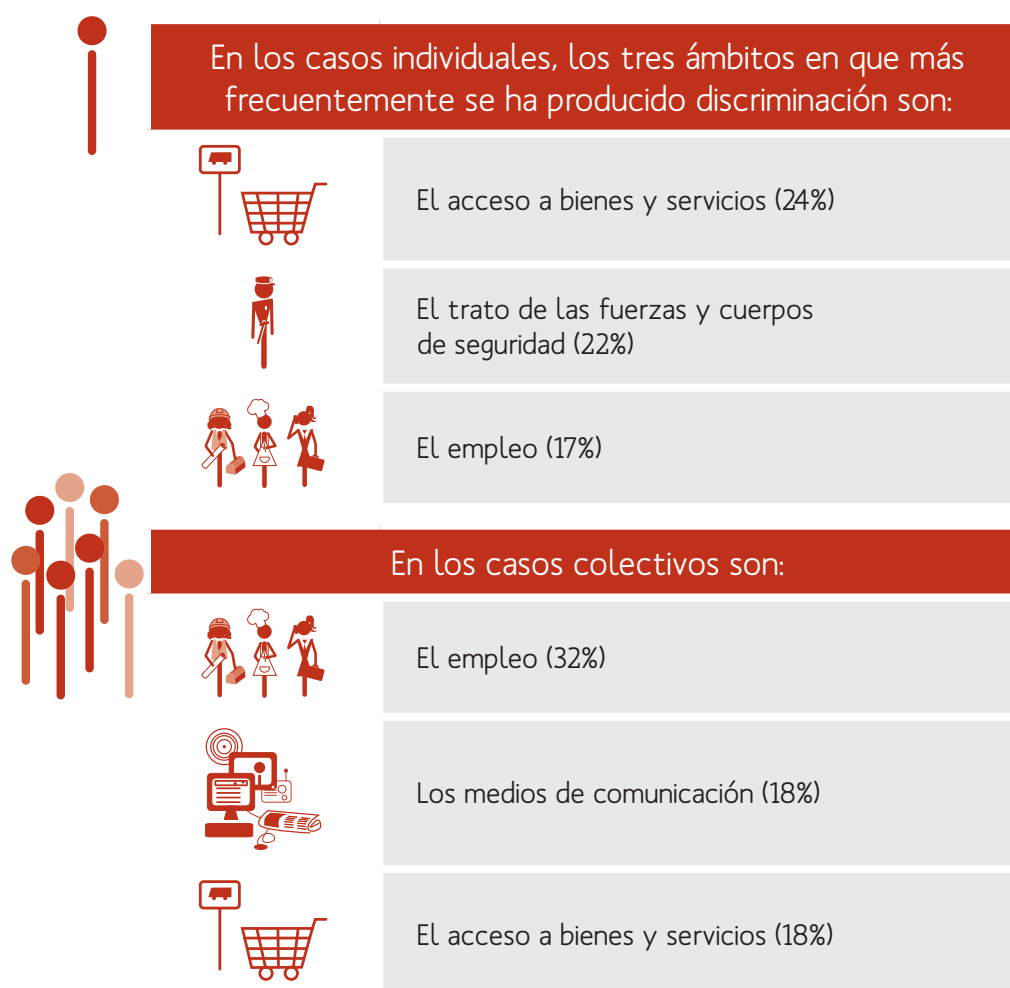 En los casos individuales, los tres ámbitos en que más
frecuentemente se ha producido discriminación son:
El acceso a bienes y servicios (24%)
El trato de las fuerzas y cuerpos
de seguridad (22%)
El empleo (17%)
En los casos colectivos son:
El empleo (32%)
Los medios de comunicación (18%)
El acceso a bienes y servicios (18%)